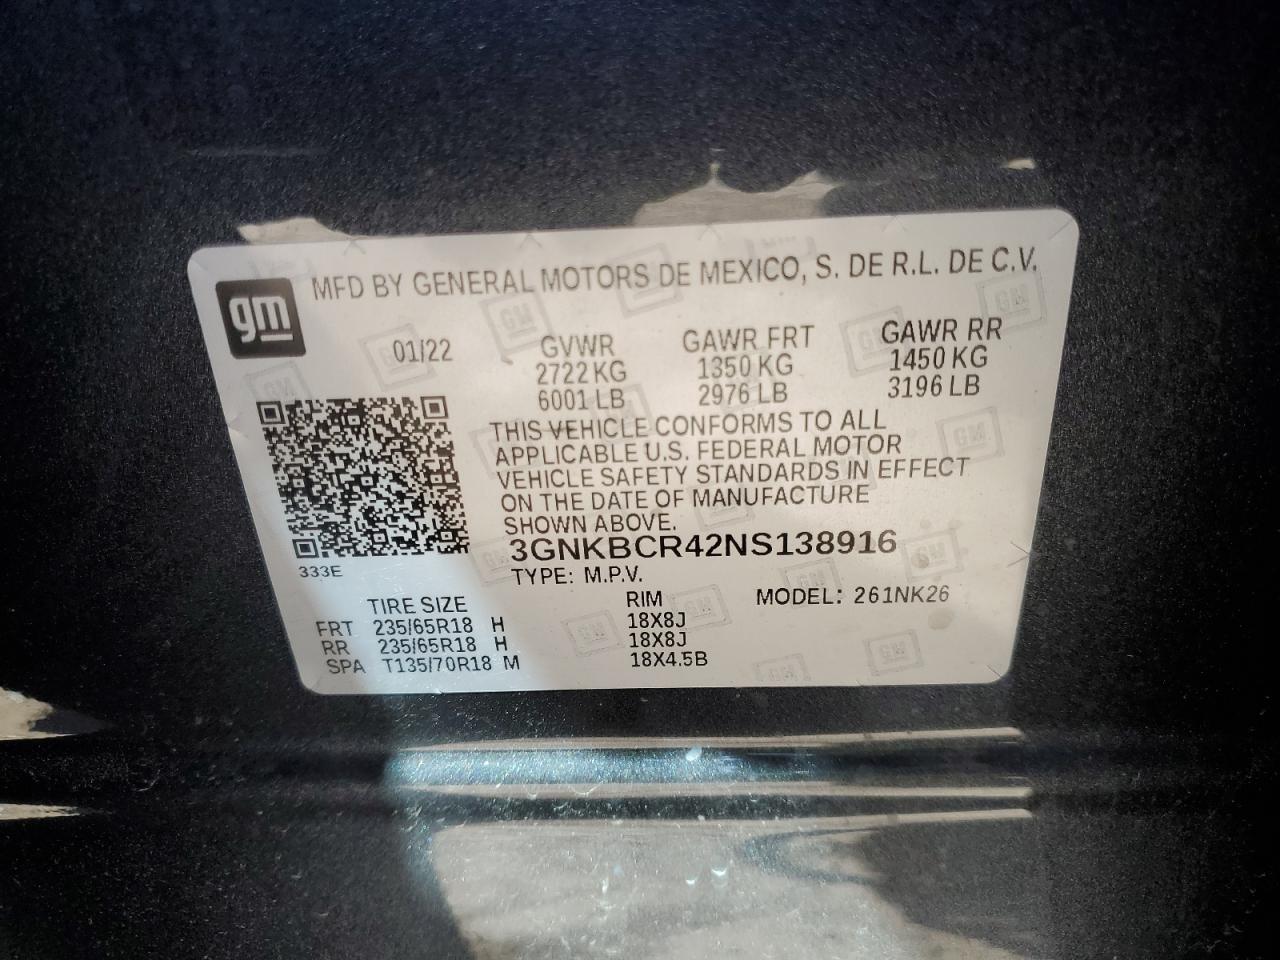 gm
MFD BY GENERAL MOTORS DE MEXICO, S. DE R.L. DE C.V.
01/22
GVWR
2722 KG
6001 LB
GAWR FRT
1350 KG
2976 LB
GAWR RR
1450 KG
3196 LB
THIS VEHICLE CONFORMS TO ALL
APPLICABLE U.S. FEDERAL MOTOR
VEHICLE SAFETY STANDARDS IN EFFECT
ON THE DATE OF MANUFACTURE
SHOWN ABOVE.
3GNKBCR42NS138916
333E
TYPE: M.P.V.
TIRE SIZE RIM MODEL: 261NK26
FRT 235/65R18 H 18X8J
RR 235/65R18 H 18X8J
SPA T135/70R18 M 18X4.5B